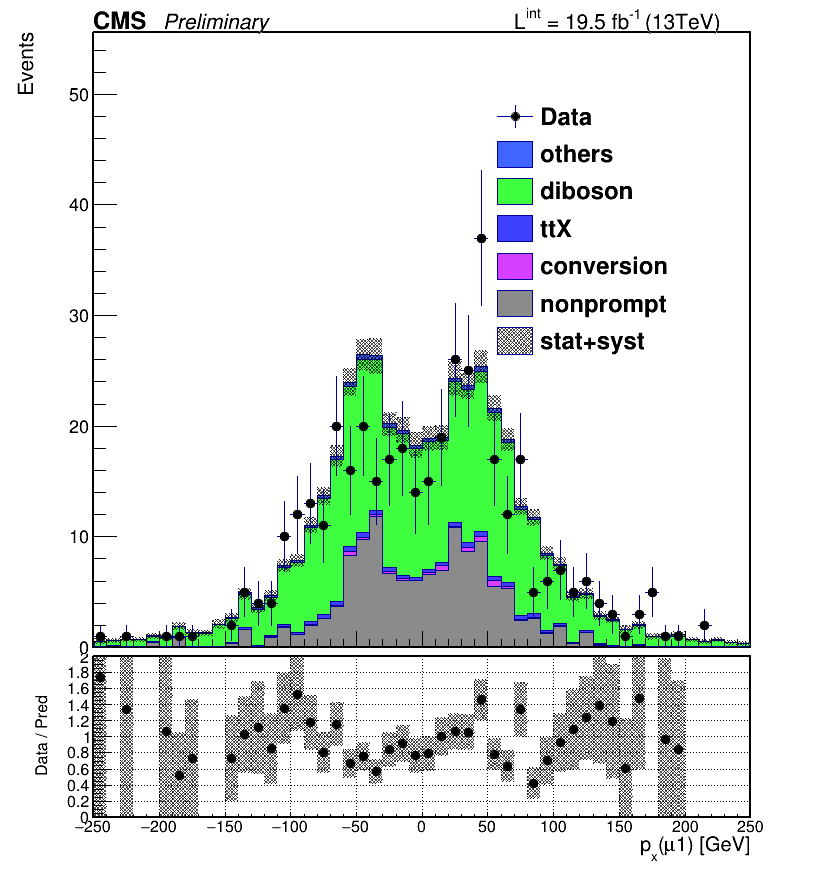 CMS Preliminary L^int = 19.5 fb^-1 (13TeV)
Events
50
40
30
20
10
0
Data
others
diboson
ttX
conversion
nonprompt
stat+syst
Data / Pred
2
1.8
1.6
1.4
1.2
1
0.8
0.6
0.4
0.2
0
−250 −200 −150 −100 −50 0 50 100 150 200 250
p_x(μ1) [GeV]